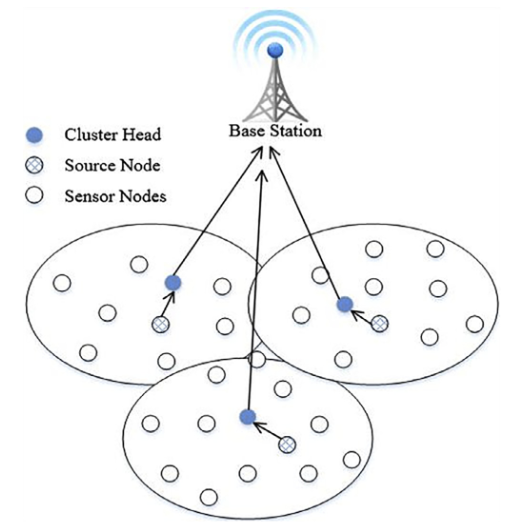 Base Station
Cluster Head
Source Node
Sensor Nodes